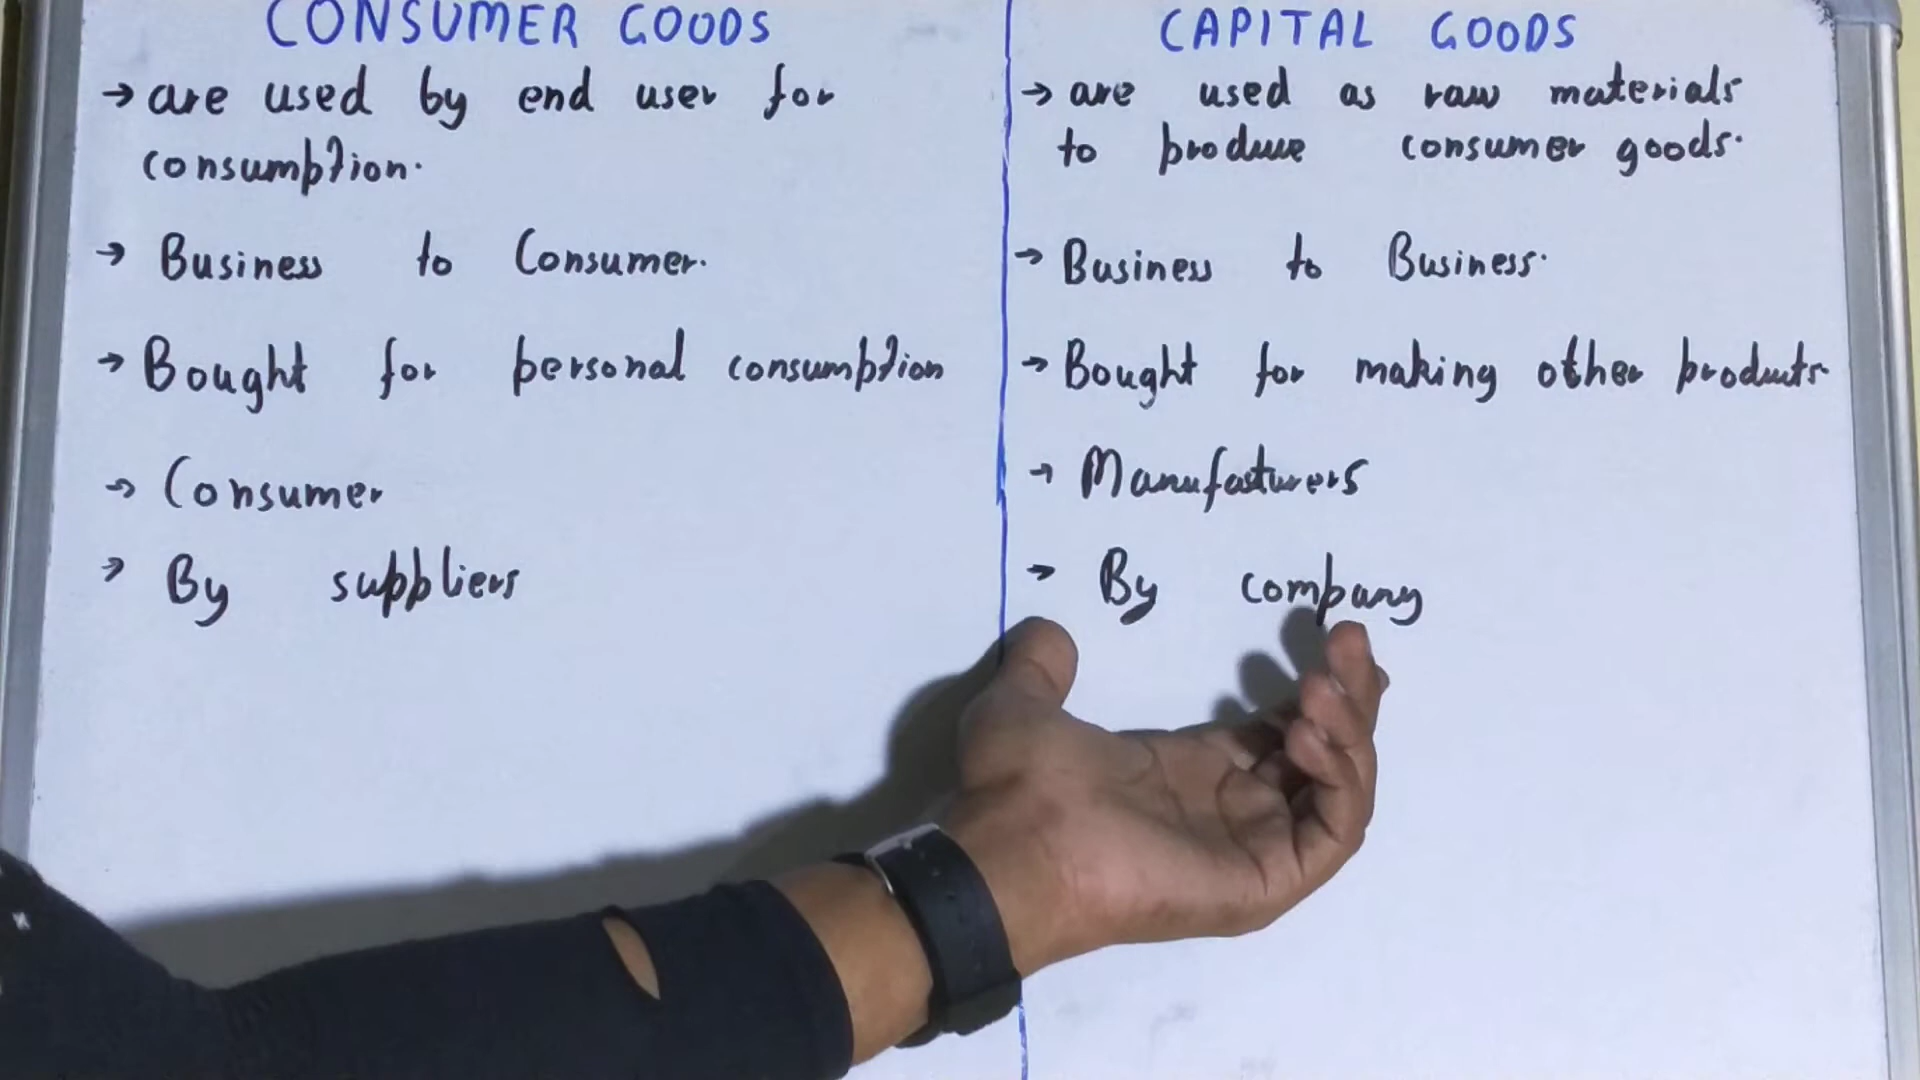 CONSUMER GOODS
→ are used by end user for
consumption.
→ Business to Consumer.
→ Bought for personal consumption
→ Consumer
→ By suppliers
CAPITAL GOODS
→ are used as raw materials
to produce consumer goods.
→ Business to Business.
→ Bought for making other products
→ Manufacturers
→ By company